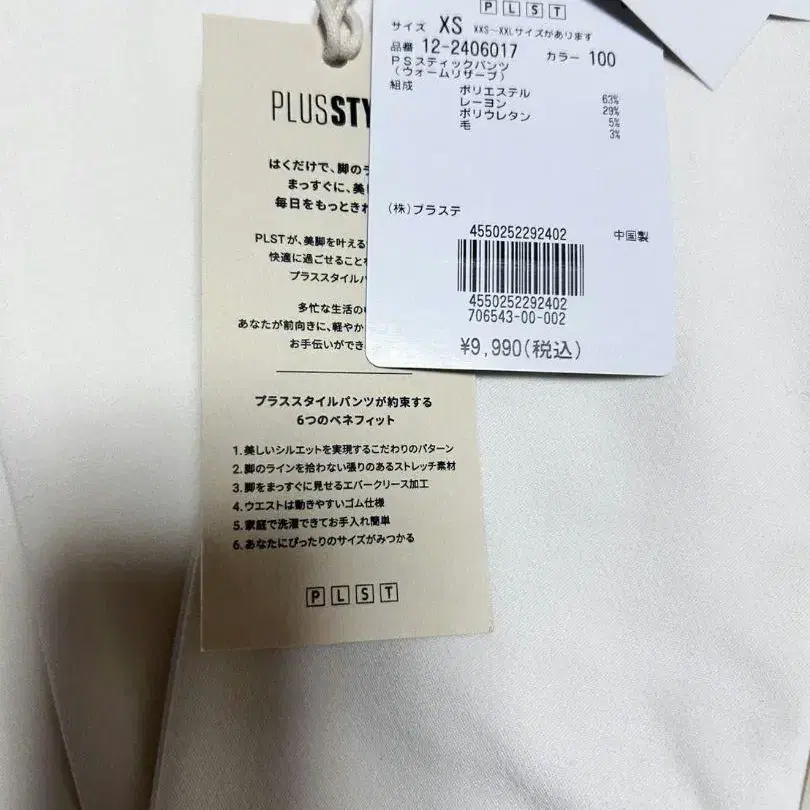 PLST
サイズ XS XXS~XXLサイズがあります
品番 12-2406017 カラー 100
PSスティックパンツ
(ウォームリザーブ)
組成 ポリエステル 63%
レーヨン 29%
ポリウレタン 5%
毛 3%
(株)プラステ
4550252292402 中国製
4550252292402
706543-00-002
¥9,990(税込)
PLUSSTY
はくだけで、脚の
まっすぐに、美
毎日をもっときれ
PLSTが、美脚を叶える
快適に過ごせること
プラススタイルパ
多忙な生活の
あなたが前向きに、軽やか
お手伝いができ
プラススタイルパンツが約束する
6つのベネフィット
1.美しいシルエットを実現するこだわりのパターン
2.脚のラインを拾わない張りのあるストレッチ素材
3.脚をまっすぐに見せるエバークリース加工
4.ウエストは動きやすいゴム仕様
5.家庭で洗濯できてお手入れ簡単
6.あなたにぴったりのサイズがみつかる
PLST